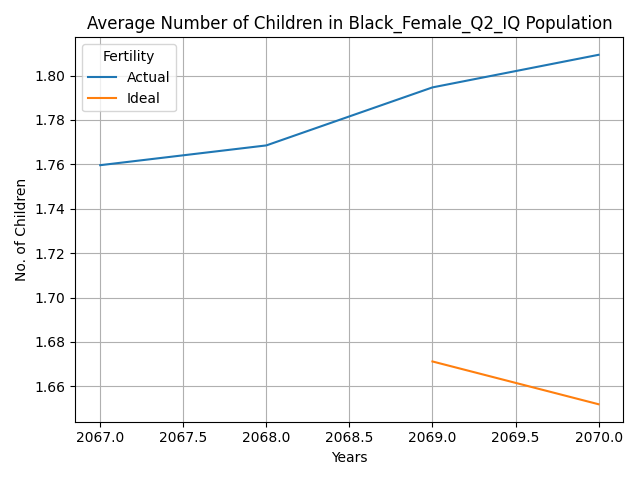 Average Number of Children in Black_Female_Q2_IQ Population
Fertility
Actual
Ideal
No. of Children
1.80
1.78
1.76
1.74
1.72
1.70
1.68
1.66
2067.0 2067.5 2068.0 2068.5 2069.0 2069.5 2070.0
Years